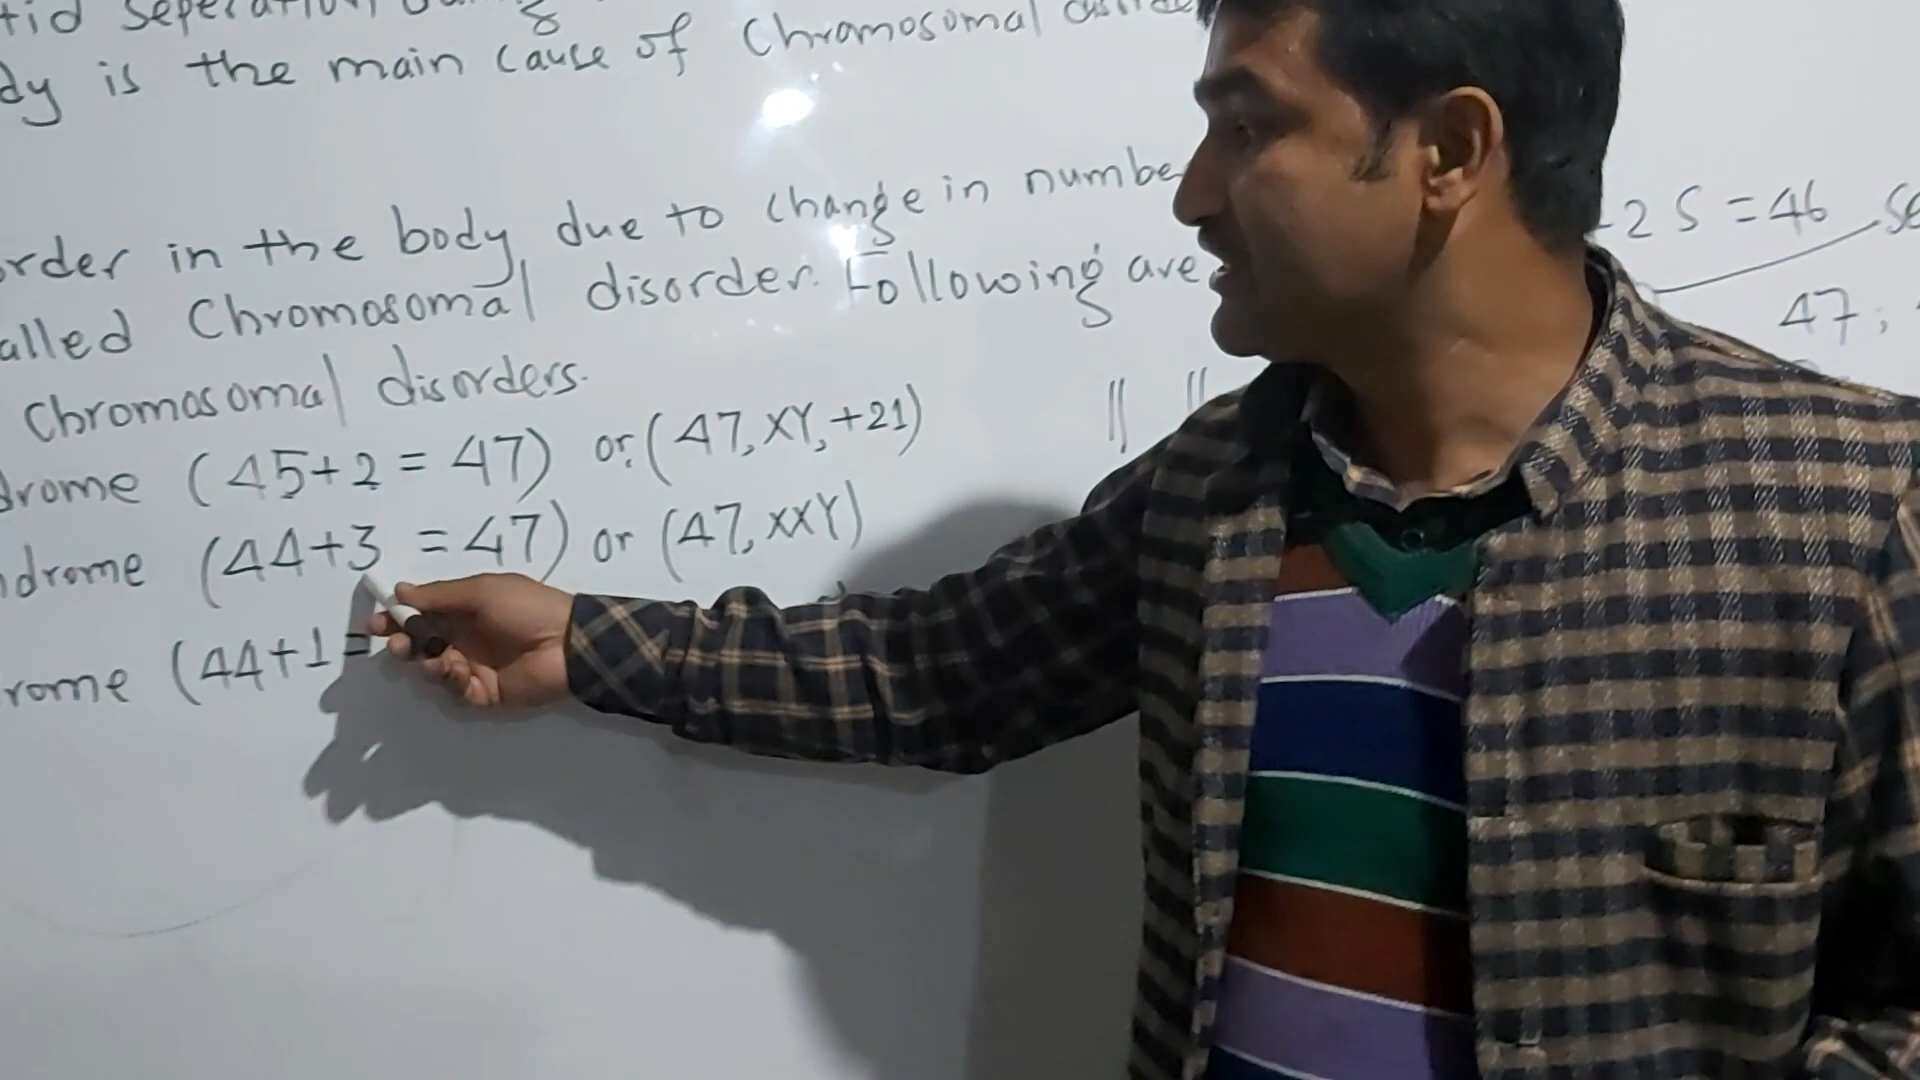 tid seperation during
dy is the main cause of Chromosomal disorde
order in the body due to change in number
alled Chromosomal disorder. Following are
Chromosomal disorders.
drome (45+2 = 47) or (47, XY, +21)
ndrome (44+3 = 47) or (47, XXY)
rome (44+1 =
2 S = 46 Se
47;